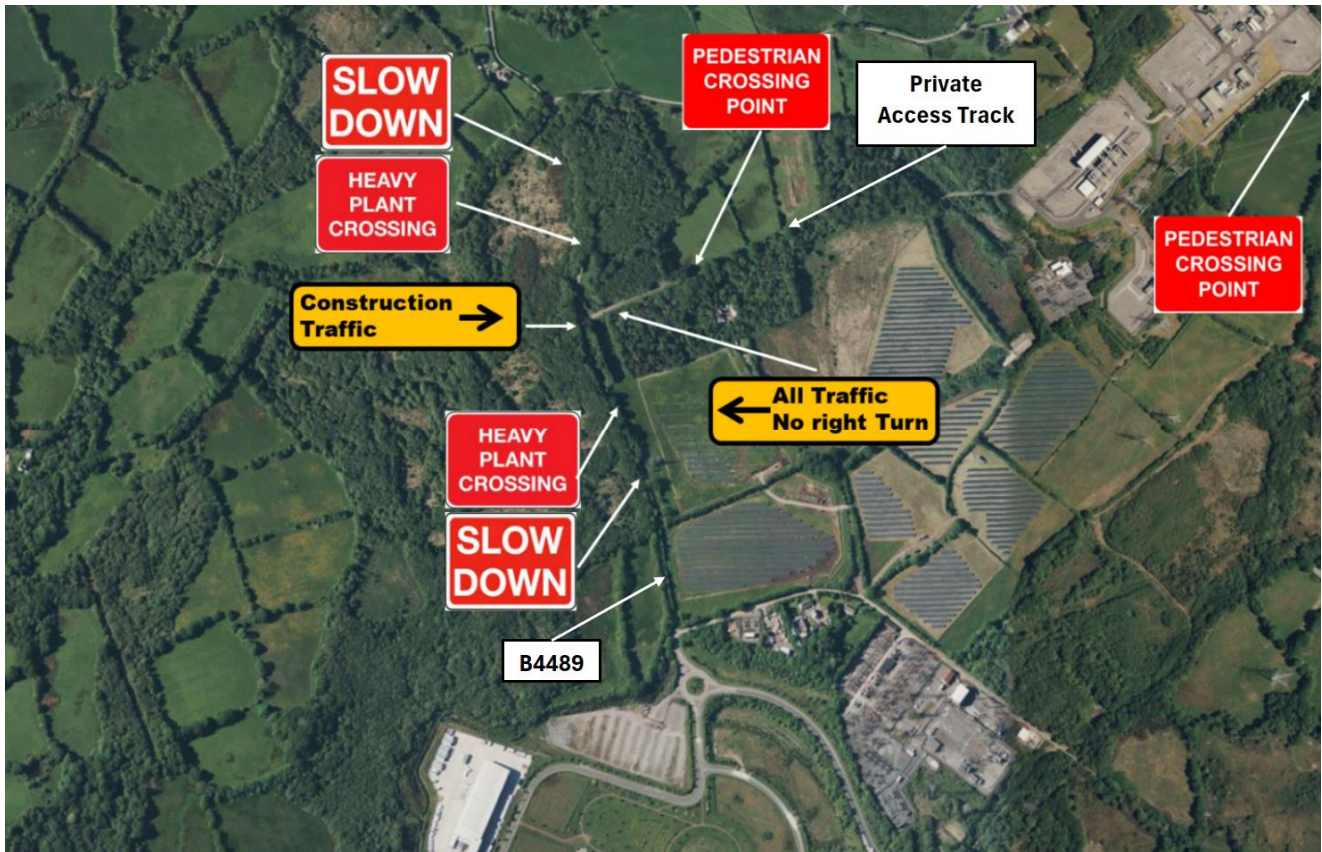 SLOW
DOWN
PEDESTRIAN
CROSSING
POINT
Private
Access Track
HEAVY
PLANT
CROSSING
PEDESTRIAN
CROSSING
POINT
Construction
Traffic
All Traffic
No right Turn
HEAVY
PLANT
CROSSING
SLOW
DOWN
B4489